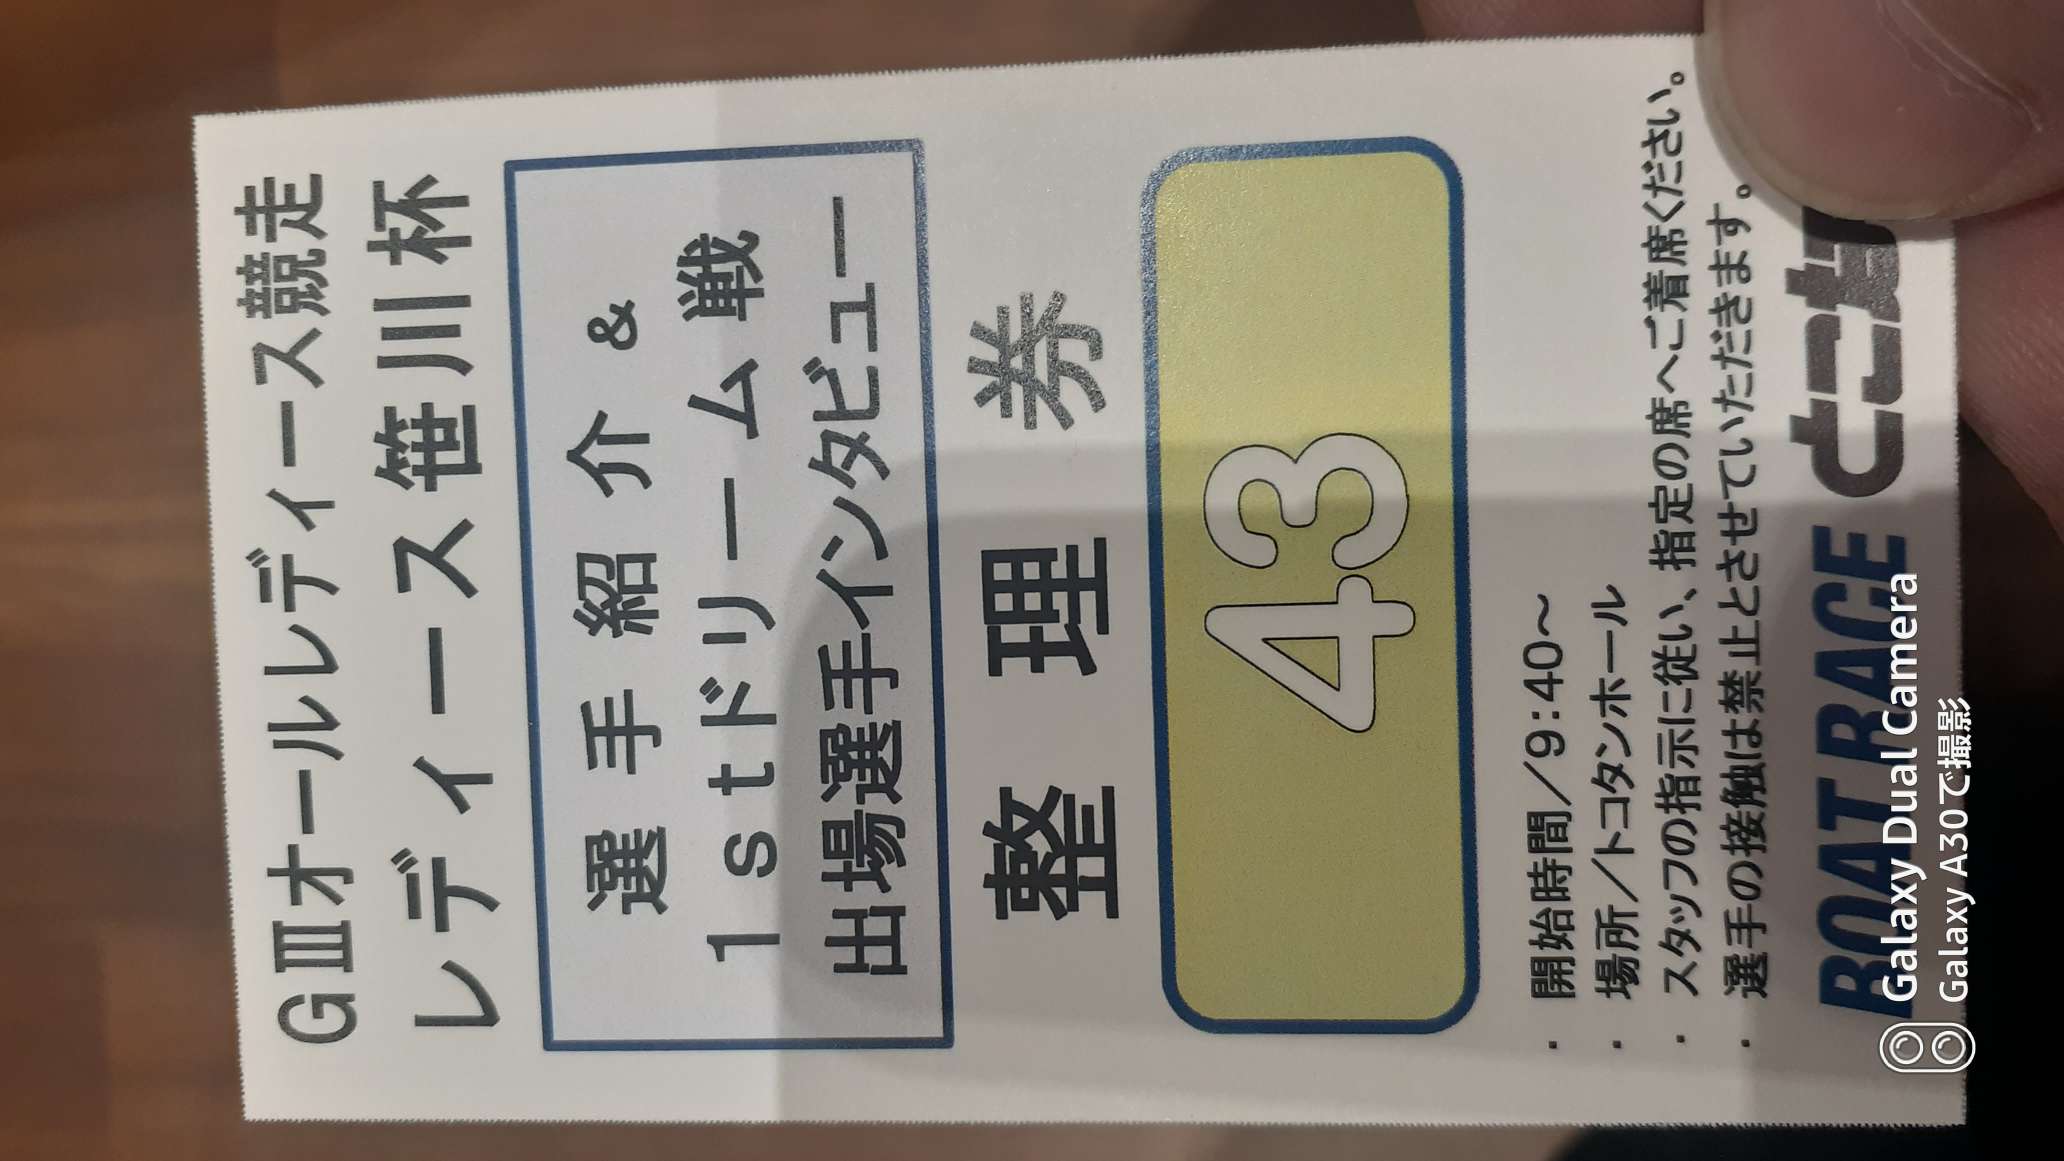 GⅢオールレディース競走
レディース笹川杯
選手紹介&
1stドリーム戦
出場選手インタビュー
整理券
43
・開始時間／9:40～
・場所／トコタンホール
・スタッフの指示に従い、指定の席へご着席ください。
・選手の接触は禁止とさせていただきます。
BOAT RACE とこ
Galaxy Dual Camera
Galaxy A30で撮影